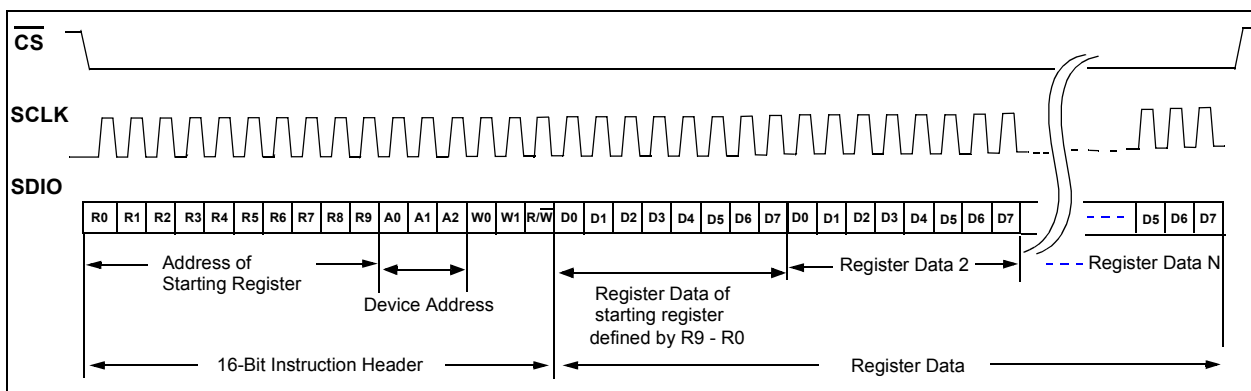 CS
SCLK
SDIO
R0 R1 R2 R3 R4 R5 R6 R7 R8 R9 A0 A1 A2 W0 W1 R/W D0 D1 D2 D3 D4 D5 D6 D7 D0 D1 D2 D3 D4 D5 D6 D7 D5 D6 D7
Address of
Starting Register
Device Address
Register Data of
starting register
defined by R9 - R0
Register Data 2
Register Data N
16-Bit Instruction Header
Register Data